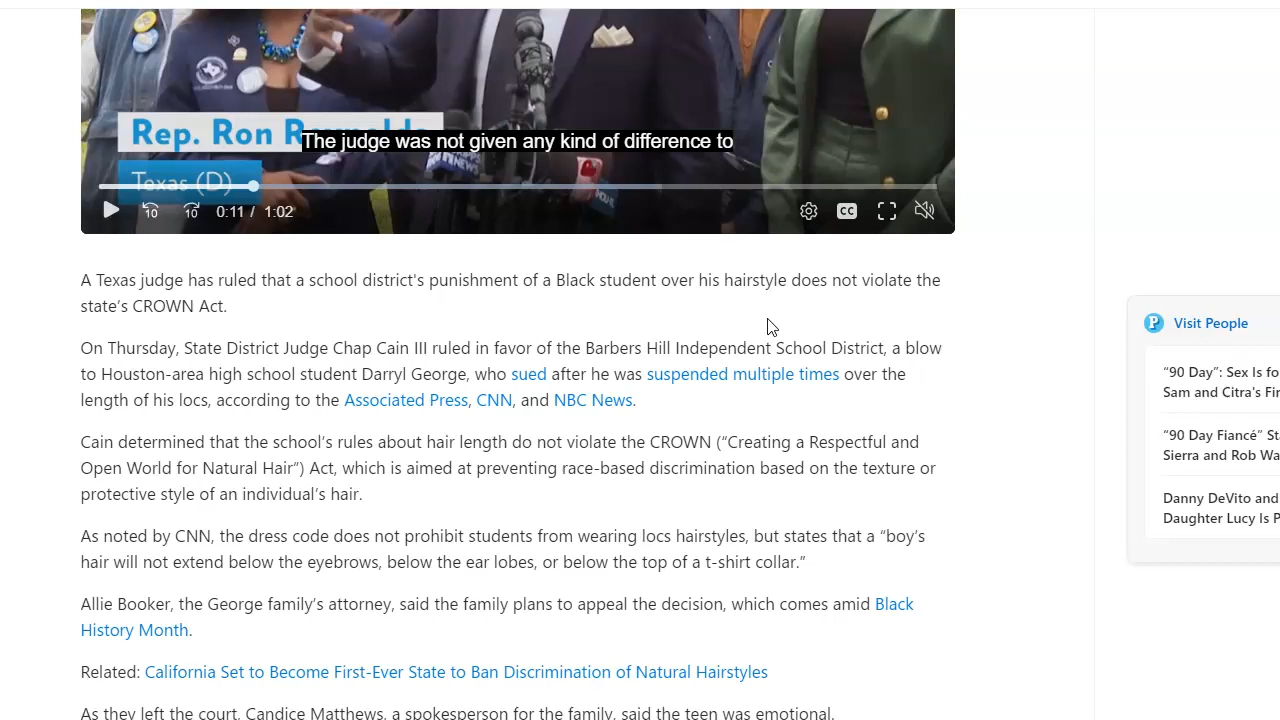 Rep. Ron Reynolds
The judge was not given any kind of difference to
Texas (D)
NEWS
10 10 0:11 / 1:02 CC
A Texas judge has ruled that a school district's punishment of a Black student over his hairstyle does not violate the
state’s CROWN Act.
On Thursday, State District Judge Chap Cain III ruled in favor of the Barbers Hill Independent School District, a blow
to Houston-area high school student Darryl George, who sued after he was suspended multiple times over the
length of his locs, according to the Associated Press, CNN, and NBC News.
Cain determined that the school’s rules about hair length do not violate the CROWN (“Creating a Respectful and
Open World for Natural Hair”) Act, which is aimed at preventing race-based discrimination based on the texture or
protective style of an individual’s hair.
As noted by CNN, the dress code does not prohibit students from wearing locs hairstyles, but states that a “boy’s
hair will not extend below the eyebrows, below the ear lobes, or below the top of a t-shirt collar.”
Allie Booker, the George family’s attorney, said the family plans to appeal the decision, which comes amid Black
History Month.
Related: California Set to Become First-Ever State to Ban Discrimination of Natural Hairstyles
As they left the court, Candice Matthews, a spokesperson for the family, said the teen was emotional.
P Visit People
“90 Day”: Sex Is fo
Sam and Citra's Fir
“90 Day Fiancé” St
Sierra and Rob Wa
Danny DeVito and
Daughter Lucy Is P